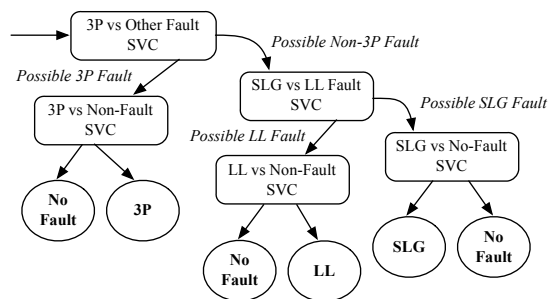 3P vs Other Fault
SVC
Possible Non-3P Fault
Possible 3P Fault
SLG vs LL Fault
SVC
Possible SLG Fault
3P vs Non-Fault
SVC
Possible LL Fault
SLG vs No-Fault
SVC
LL vs Non-Fault
SVC
No
Fault
3P
No
Fault
LL
SLG
No
Fault